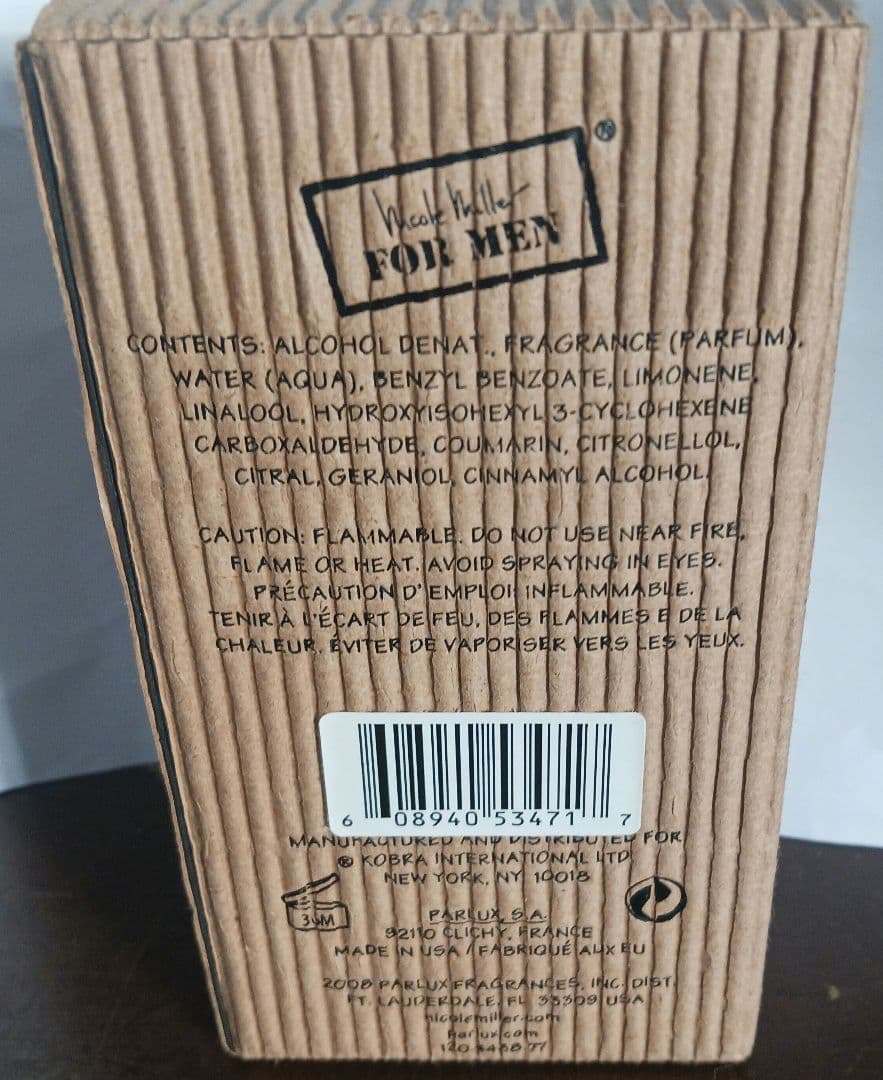 ®
Nicole Miller
FOR MEN
CONTENTS: ALCOHOL DENAT., FRAGRANCE (PARFUM),
WATER (AQUA), BENZYL BENZOATE, LIMONENE,
LINALOOL, HYDROXYISOHEXYL 3-CYCLOHEXENE
CARBOXALDEHYDE, COUMARIN, CITRONELLOL,
CITRAL, GERANIOL, CINNAMYL ALCOHOL.
CAUTION: FLAMMABLE. DO NOT USE NEAR FIRE,
FLAME OR HEAT. AVOID SPRAYING IN EYES.
PRÉCAUTION D'EMPLOI: INFLAMMABLE.
TENIR À L'ÉCART DE FEU, DES FLAMMES E DE LA
CHALEUR. ÉVITER DE VAPORISER VERS LES YEUX.
6 08940 53471 7
MANUFACTURED AND DISTRIBUTED FOR
® KOBRA INTERNATIONAL LTD
NEW YORK, NY 10018
36M
PARLUX, S.A.
92110 CLICHY, FRANCE
MADE IN USA / FABRIQUÉ AUX EU
2008 PARLUX FRAGRANCES, INC. DIST.
FT. LAUDERDALE, FL 33309 USA
nicolemiller.com
Parlux.com